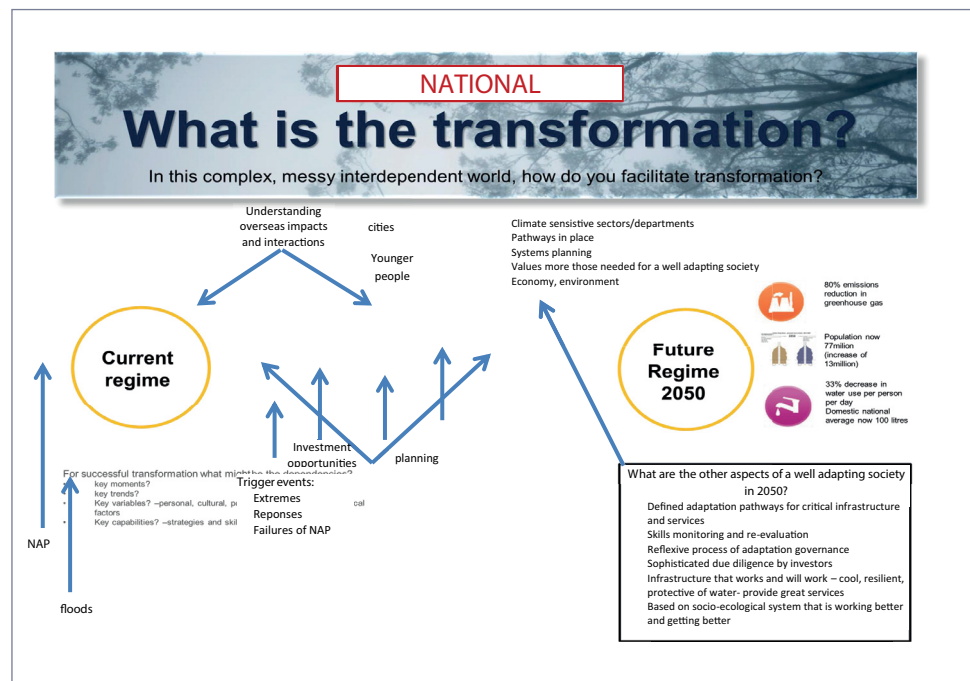 NATIONAL
What is the transformation?
In this complex, messy interdependent world, how do you facilitate transformation?
Understanding
overseas impacts
and interactions
cities
Younger
people
Climate sensistive sectors/departments
Pathways in place
Systems planning
Values more those needed for a well adapting society
Economy, environment
Current
regime
Future
Regime
2050
80% emissions
reduction in
greenhouse gas
Population now
77milion
(increase of
13million)
33% decrease in
water use per person
per day
Domestic national
average now 100 litres
Investment
opportunities
planning
For successful transformation what might be the dependencies?
• key moments?
key trends?
• Key variables? –personal, cultural, p
cal
factors
• Key capabilities? –strategies and skil
Trigger events:
Extremes
Reponses
Failures of NAP
NAP
floods
What are the other aspects of a well adapting society
in 2050?
Defined adaptation pathways for critical infrastructure
and services
Skills monitoring and re-evaluation
Reflexive process of adaptation governance
Sophisticated due diligence by investors
Infrastructure that works and will work – cool, resilient,
protective of water- provide great services
Based on socio-ecological system that is working better
and getting better